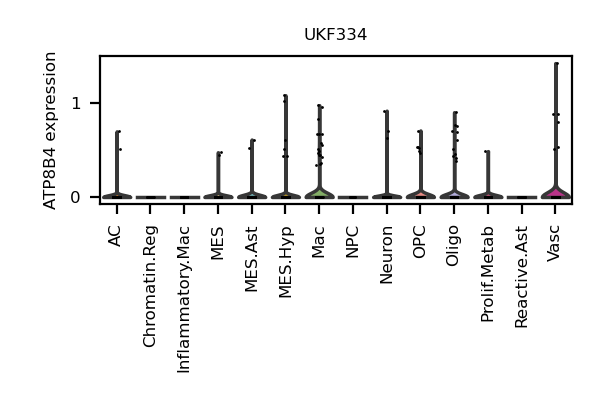 UKF334
ATP8B4 expression
1
0
AC
Chromatin.Reg
Inflammatory.Mac
MES
MES.Ast
MES.Hyp
Mac
NPC
Neuron
OPC
Oligo
Prolif.Metab
Reactive.Ast
Vasc